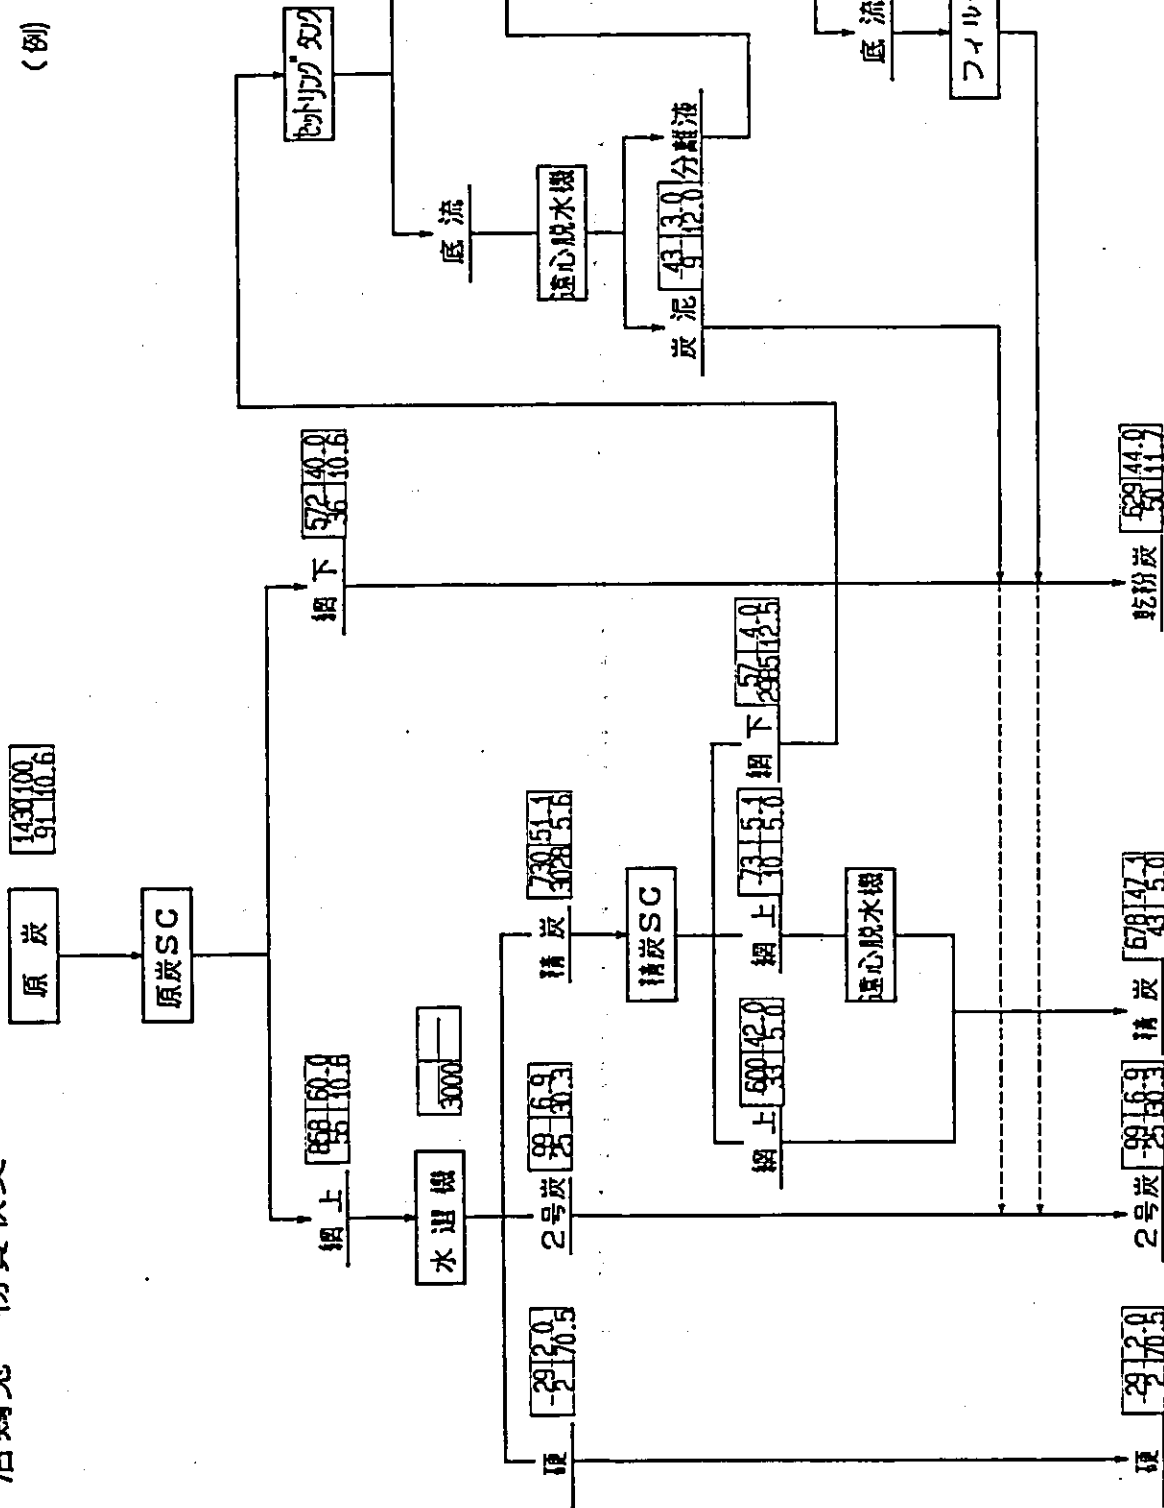 (例)
原炭
1430 100
91 10.6
原炭SC
網上
858 60.0
55 10.6
網下
572 40.0
36 10.6
水選機
3000 —
硬
29 2.0
2 70.5
2号炭
99 6.9
25 30.3
精炭
730 51.1
3028 5.6
精炭SC
網上
600 42.0
33 5.0
網上
73 5.1
10 5.0
網下
57 4.0
2985 12.5
遠心脱水機
セットリングタンク
底流
遠心脱水機
炭泥
43 3.0
9 12.0
分離液
底流
フィル
硬
29 2.0
2 70.5
2号炭
99 6.9
25 30.3
精炭
678 47.1
43 5.0
乾粉炭
629 44.0
50 11.7